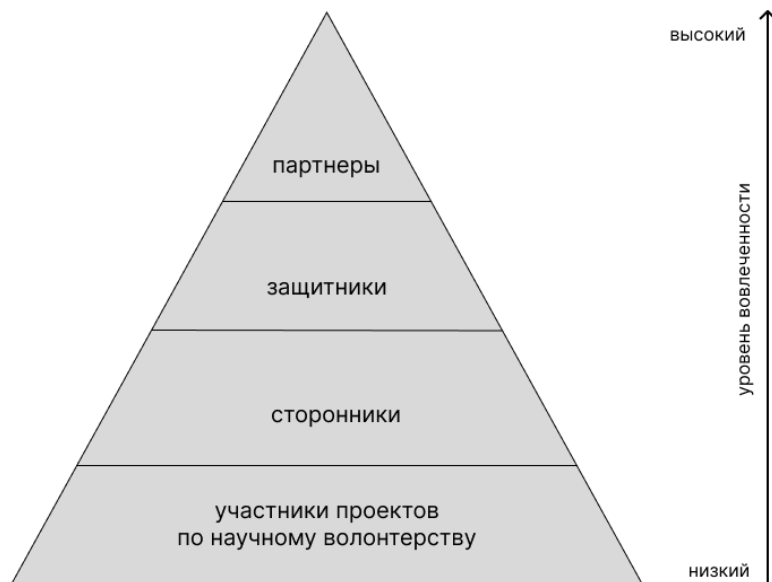 высокий
партнеры
защитники
уровень вовлеченности
сторонники
участники проектов
по научному волонтерству
низкий